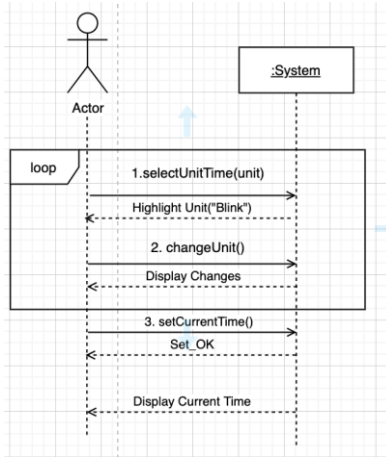 :System
Actor
loop
1.selectUnitTime(unit)
Highlight Unit("Blink")
2. changeUnit()
Display Changes
3. setCurrentTime()
Set_OK
Display Current Time